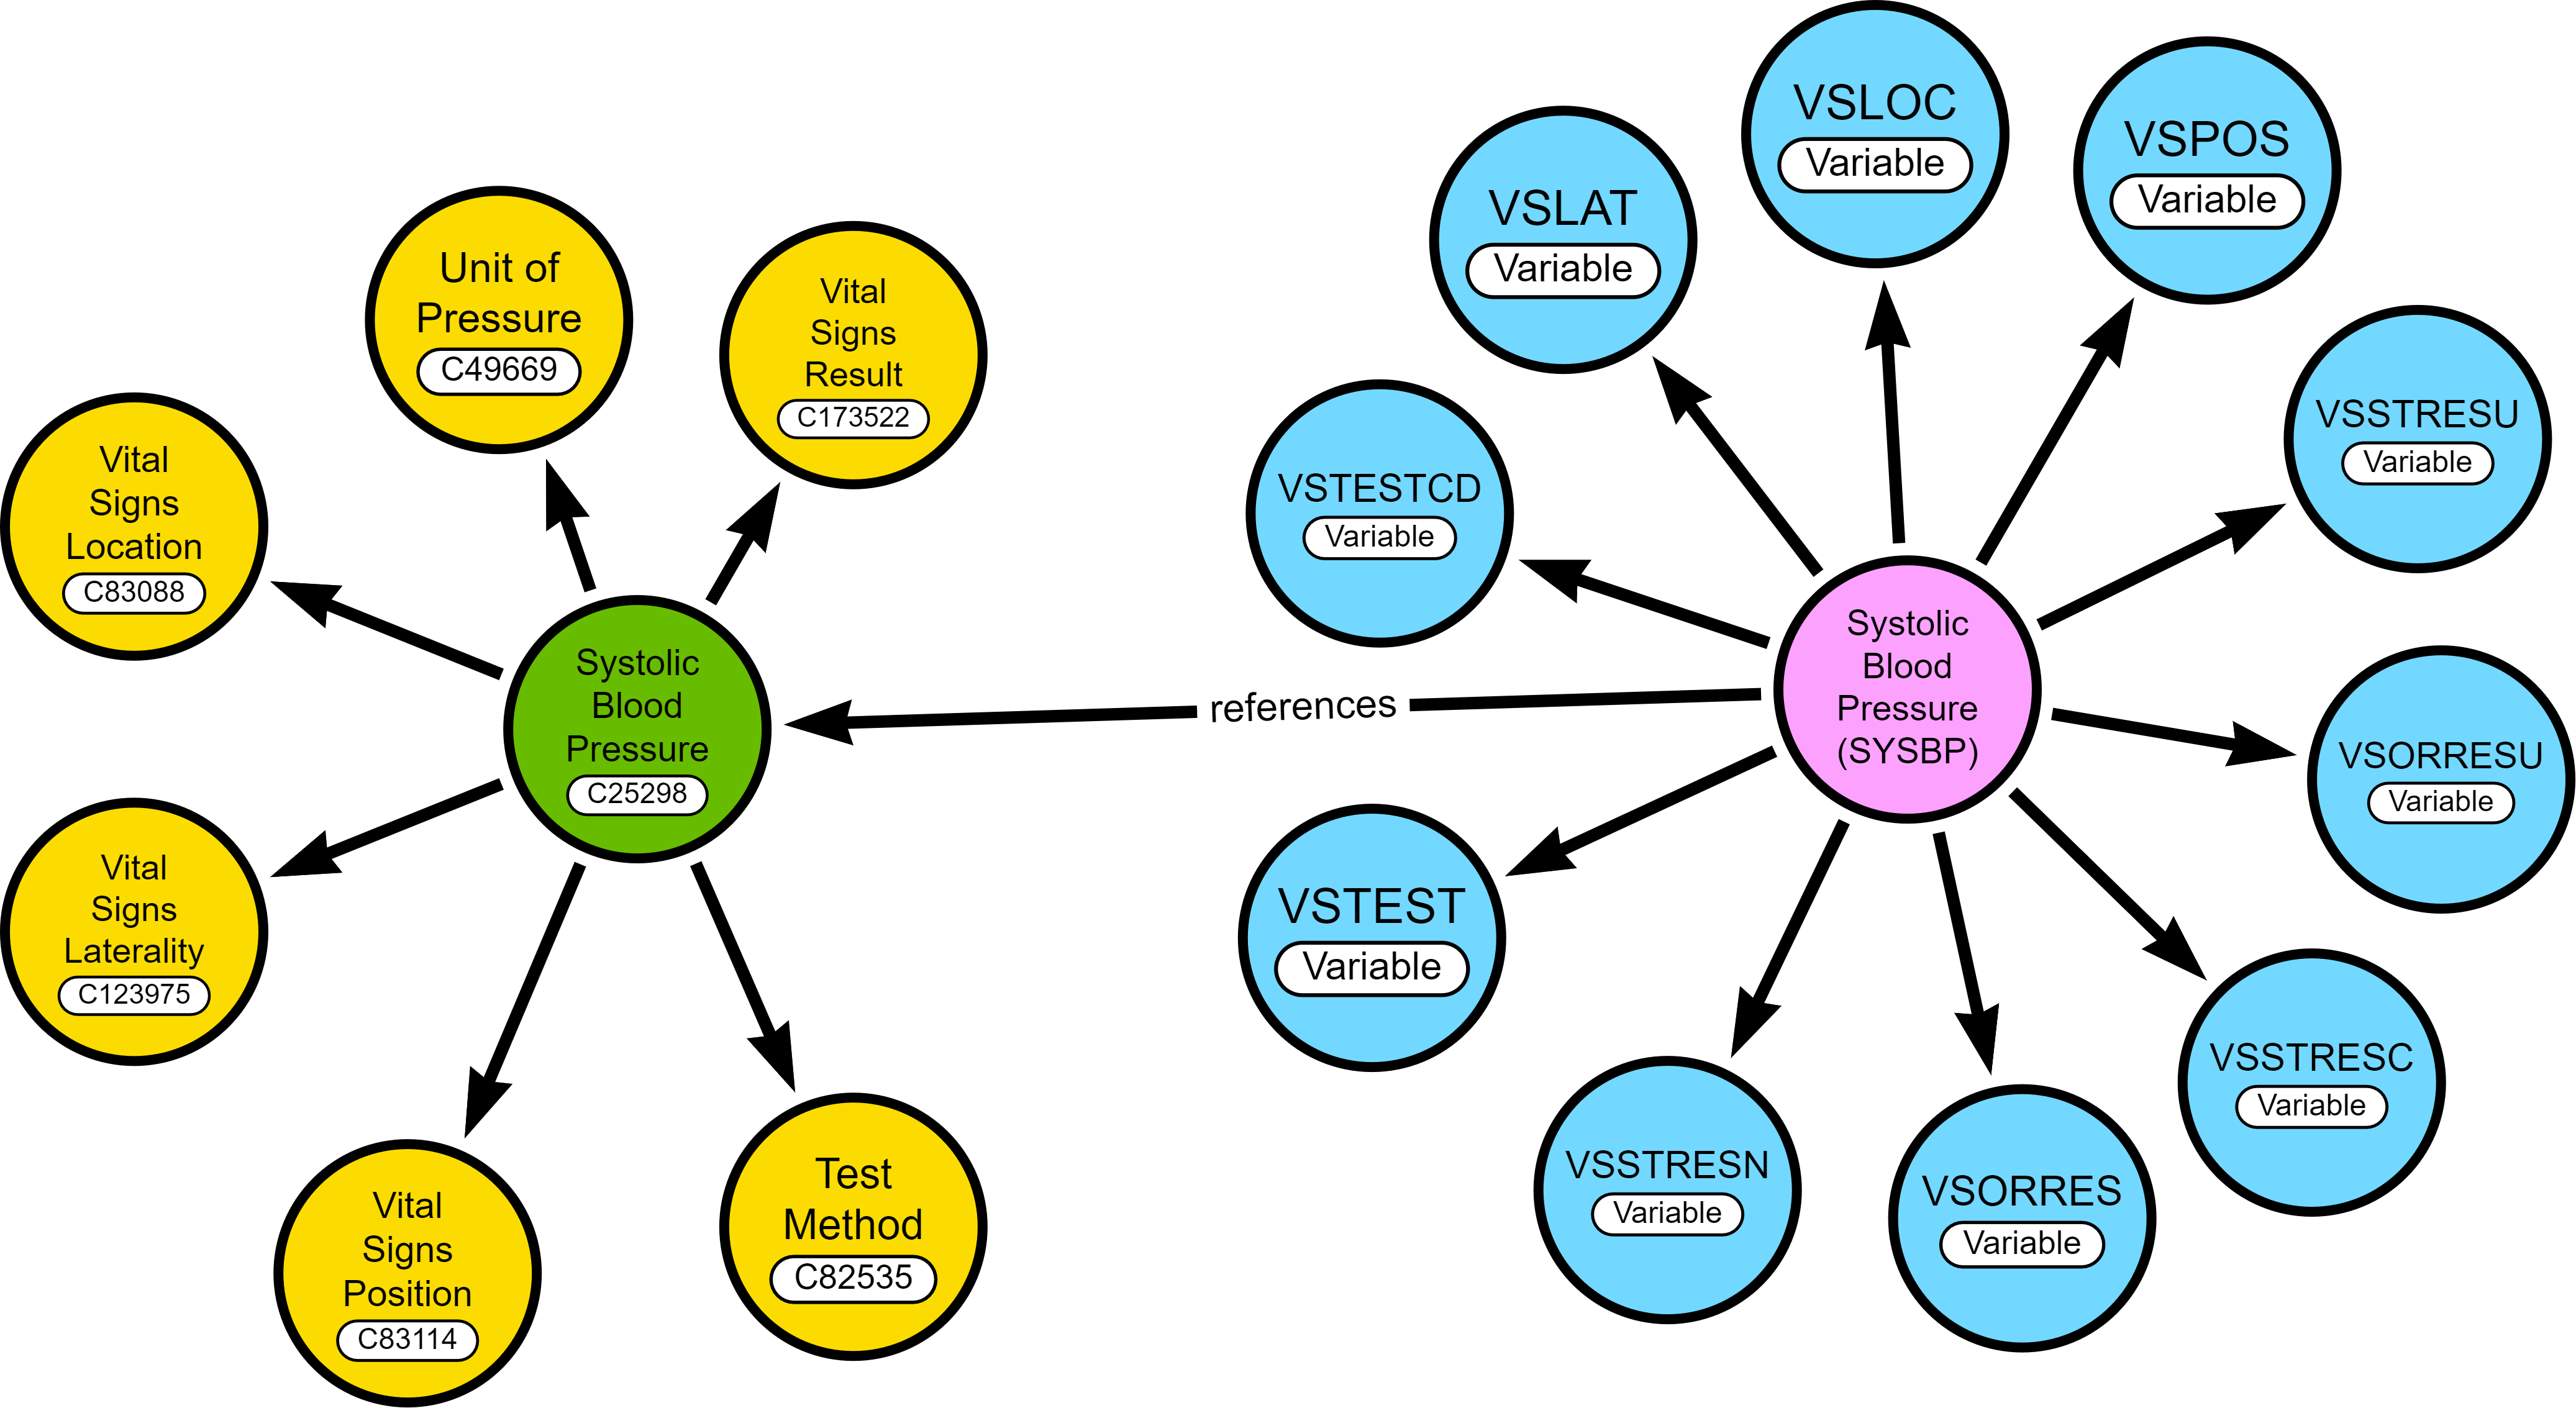 Unit of
Pressure
C49669
Vital
Signs
Result
C173522
Vital
Signs
Location
C83088
Systolic
Blood
Pressure
C25298
Vital
Signs
Laterality
C123975
Vital
Signs
Position
C83114
Test
Method
C82535
references
VSLAT
Variable
VSLOC
Variable
VSPOS
Variable
VSSTRESU
Variable
VSTESTCD
Variable
Systolic
Blood
Pressure
(SYSBP)
VSORRESU
Variable
VSTEST
Variable
VSSTRESC
Variable
VSSTRESN
Variable
VSORRES
Variable